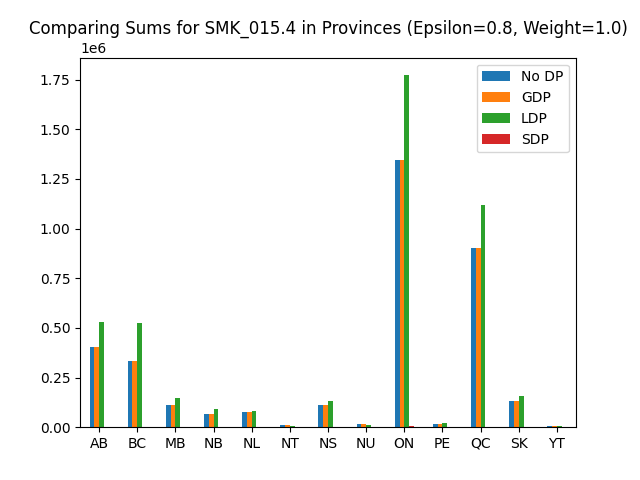 Comparing Sums for SMK_015.4 in Provinces (Epsilon=0.8, Weight=1.0)
1e6
No DP
GDP
LDP
SDP
1.75
1.50
1.25
1.00
0.75
0.50
0.25
0.00
AB BC MB NB NL NT NS NU ON PE QC SK YT